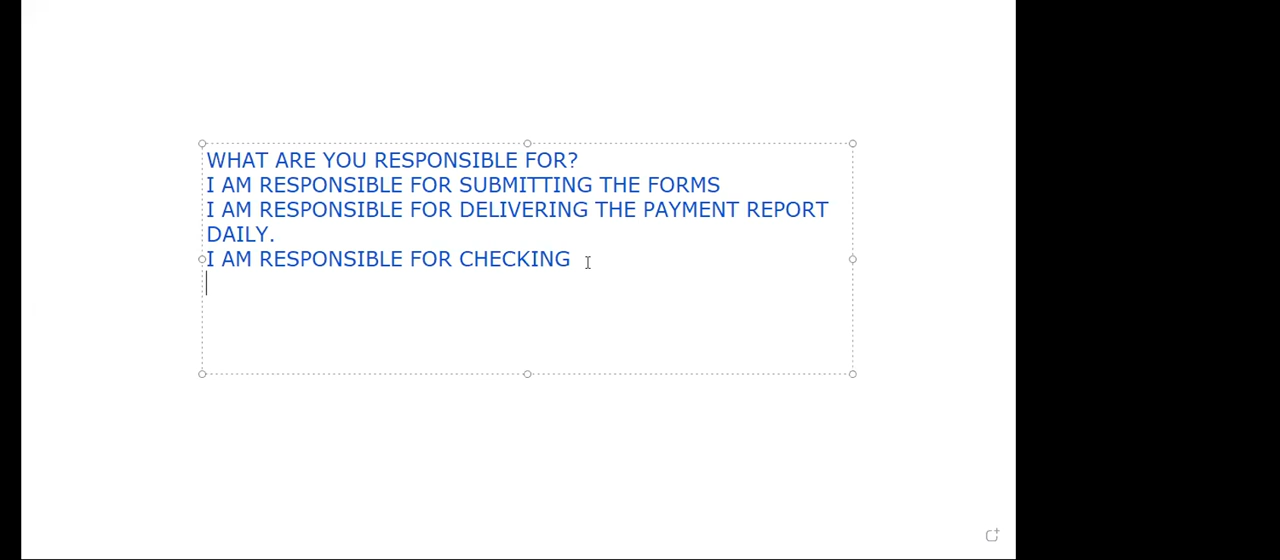 WHAT ARE YOU RESPONSIBLE FOR?
I AM RESPONSIBLE FOR SUBMITTING THE FORMS
I AM RESPONSIBLE FOR DELIVERING THE PAYMENT REPORT
DAILY.
I AM RESPONSIBLE FOR CHECKING